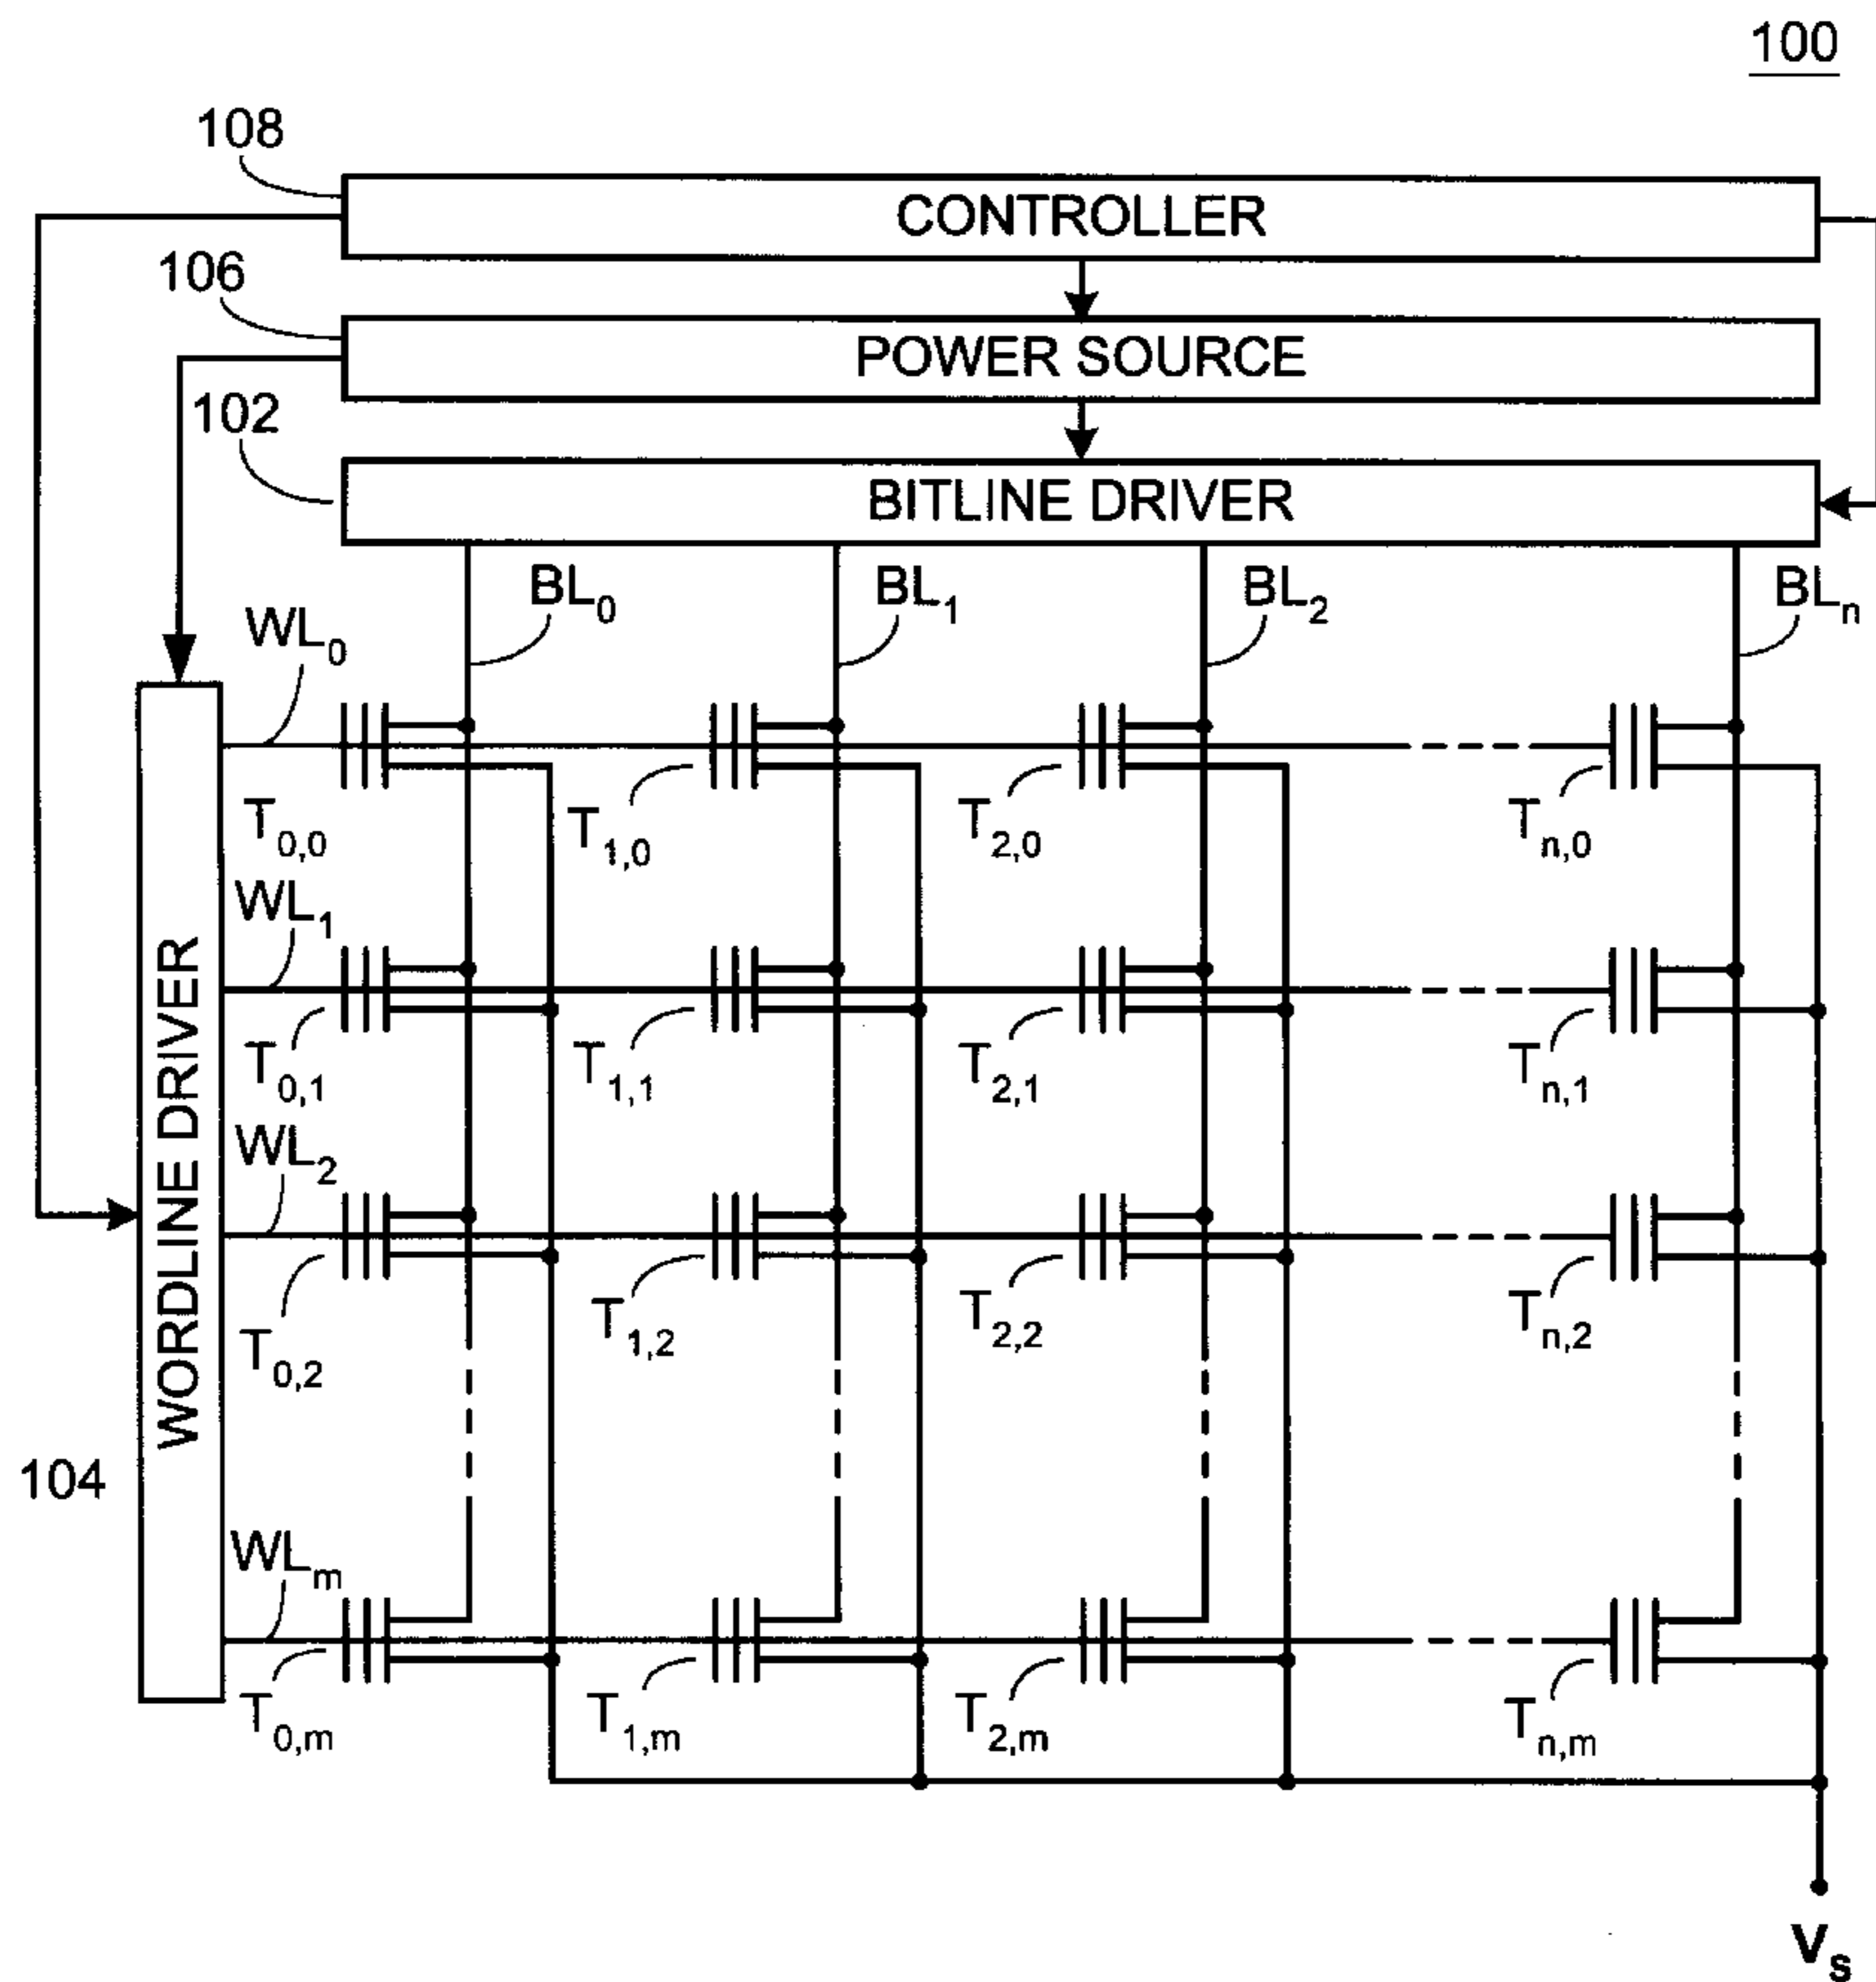 100
108
CONTROLLER
106
POWER SOURCE
102
BITLINE DRIVER
BL0 BL1 BL2 BLn
WL0
T0,0 T1,0 T2,0 Tn,0
WL1
T0,1 T1,1 T2,1 Tn,1
WORDLINE DRIVER
WL2
T0,2 T1,2 T2,2 Tn,2
104
WLm
T0,m T1,m T2,m Tn,m
Vs